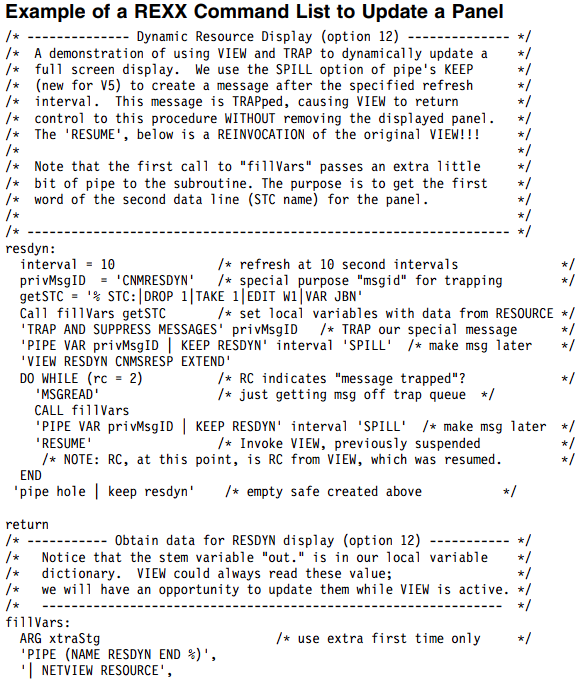 Example of a REXX Command List to Update a Panel
/* ------------- Dynamic Resource Display (option 12) ------------- */
/*  A demonstration of using VIEW and TRAP to dynamically update a  */
/*  full screen display.  We use the SPILL option of pipe's KEEP  */
/*  (new for V5) to create a message after the specified refresh  */
/*  interval.  This message is TRAPped, causing VIEW to return  */
/*  control to this procedure WITHOUT removing the displayed panel.  */
/*  The 'RESUME', below is a REINVOCATION of the original VIEW!!!  */
/*  */
/*  Note that the first call to "fillVars" passes an extra little  */
/*  bit of pipe to the subroutine. The purpose is to get the first  */
/*  word of the second data line (STC name) for the panel.  */
/*  */
/* ---------------------------------------------------------------- */
resdyn:
  interval = 10          /* refresh at 10 second intervals          */
  privMsgID  = 'CNMRESDYN'   /* special purpose "msgid" for trapping          */
  getSTC = '% STC:|DROP 1|TAKE 1|EDIT W1|VAR JBN'
  Call fillVars getSTC       /* set local variables with data from RESOURCE */
  'TRAP AND SUPPRESS MESSAGES' privMsgID   /* TRAP our special message      */
  'PIPE VAR privMsgID | KEEP RESDYN' interval 'SPILL'  /* make msg later    */
  'VIEW RESDYN CNMSRESP EXTEND'
  DO WHILE (rc = 2)          /* RC indicates "message trapped"?             */
    'MSGREAD'                /* just getting msg off trap queue  */
    CALL fillVars
    'PIPE VAR privMsgID | KEEP RESDYN' interval 'SPILL'  /* make msg later  */
    'RESUME'                 /* Invoke VIEW, previously suspended           */
     /* NOTE: RC, at this point, is RC from VIEW, which was resumed.        */
  END
 'pipe hole | keep resdyn'    /* empty safe created above            */
return
/* ----------- Obtain data for RESDYN display (option 12) ----------- */
/*   Notice that the stem variable "out." is in our local variable   */
/*   dictionary.  VIEW could always read these value;   */
/*   we will have an opportunity to update them while VIEW is active. */
/*   --------------------------------------------------------------  */
fillVars:
  ARG xtraStg                       /* use extra first time only     */
  'PIPE (NAME RESDYN END %)',
  '| NETVIEW RESOURCE',